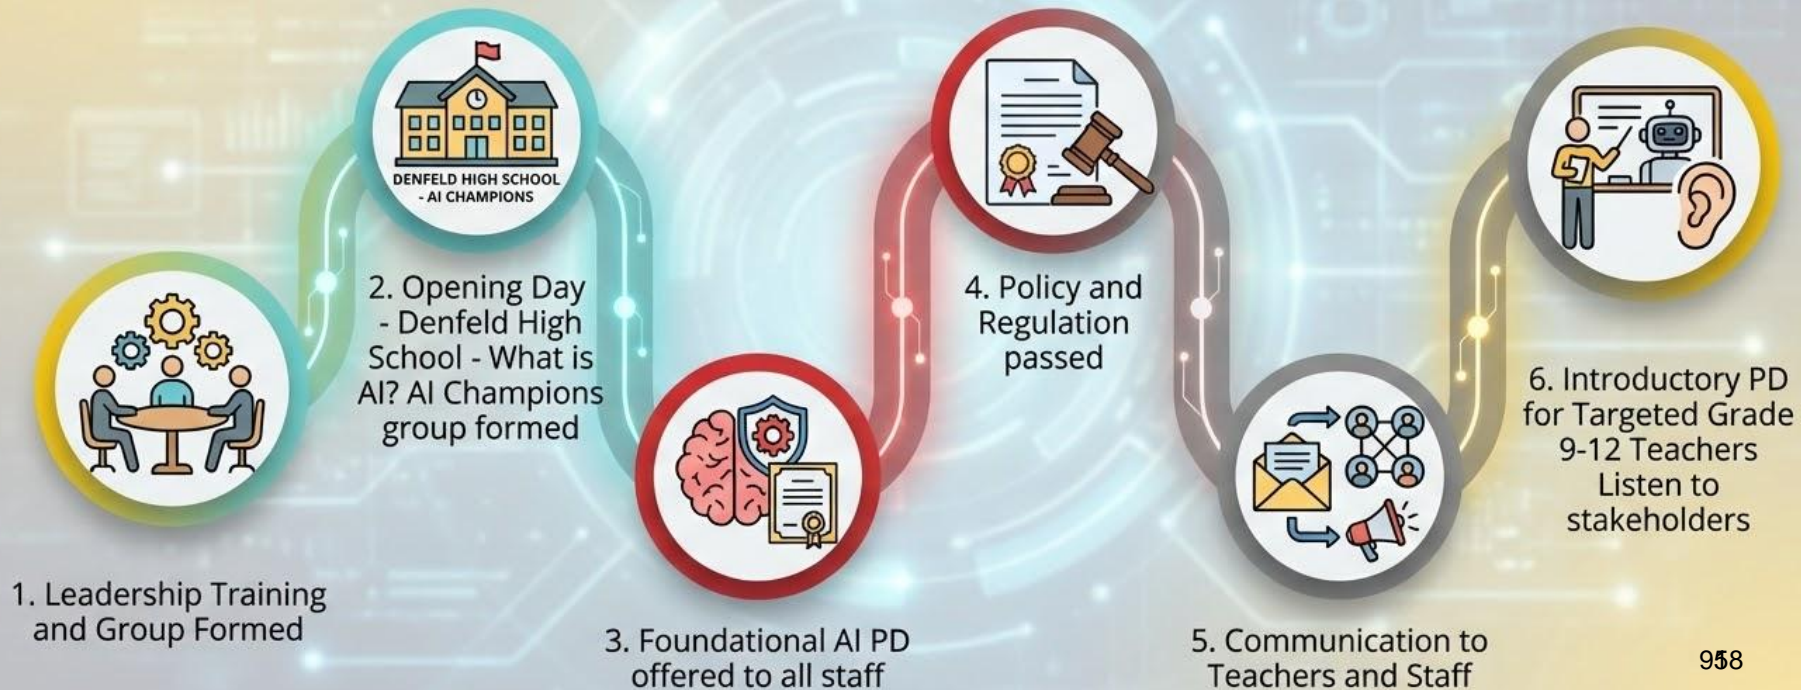 DENFELD HIGH SCHOOL
- AI CHAMPIONS
1. Leadership Training
and Group Formed
2. Opening Day
- Denfeld High
School - What is
AI? AI Champions
group formed
3. Foundational AI PD
offered to all staff
4. Policy and
Regulation
passed
5. Communication to
Teachers and Staff
6. Introductory PD
for Targeted Grade
9-12 Teachers
Listen to
stakeholders